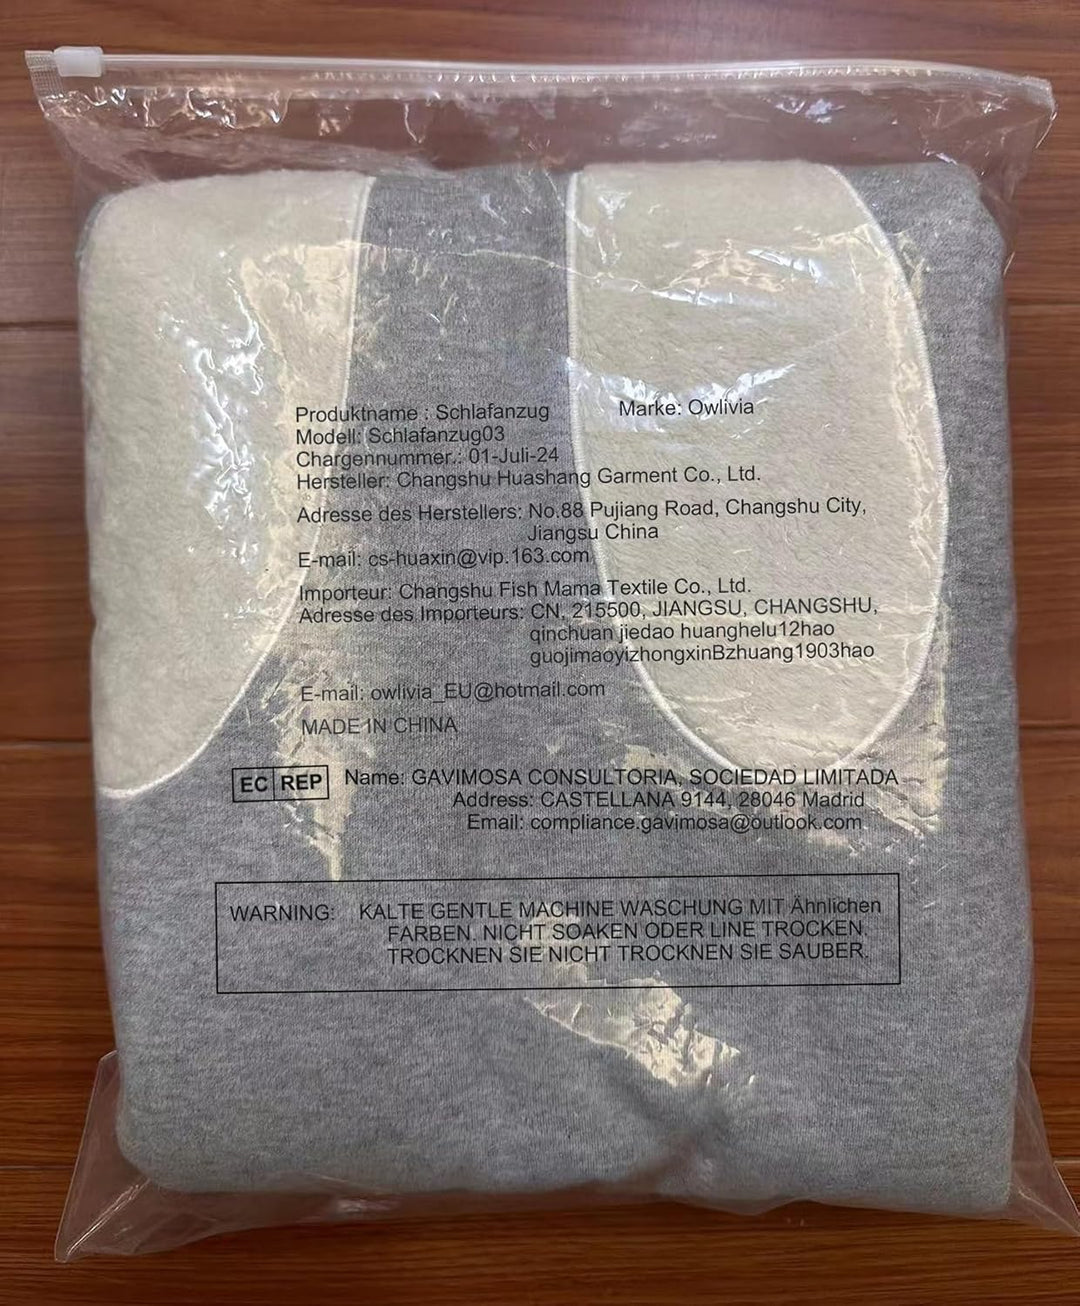 Produktname : Schlafanzug Marke: Owlivia
Modell: Schlafanzug03
Chargennummer.: 01-Juli-24
Hersteller: Changshu Huashang Garment Co., Ltd.
Adresse des Herstellers: No.88 Pujiang Road, Changshu City,
Jiangsu China
E-mail: cs-huaxin@vip.163.com
Importeur: Changshu Fish Mama Textile Co., Ltd.
Adresse des Importeurs: CN, 215500, JIANGSU, CHANGSHU,
qinchuan jiedao huanghelu12hao
guojimaoyizhongxinBzhuang1903hao
E-mail: owlivia_EU@hotmail.com
MADE IN CHINA
EC REP Name: GAVIMOSA CONSULTORIA, SOCIEDAD LIMITADA
Address: CASTELLANA 9144, 28046 Madrid
Email: compliance.gavimosa@outlook.com
WARNING: KALTE GENTLE MACHINE WASCHUNG MIT Ähnlichen
FARBEN. NICHT SOAKEN ODER LINE TROCKEN.
TROCKNEN SIE NICHT TROCKNEN SIE SAUBER.